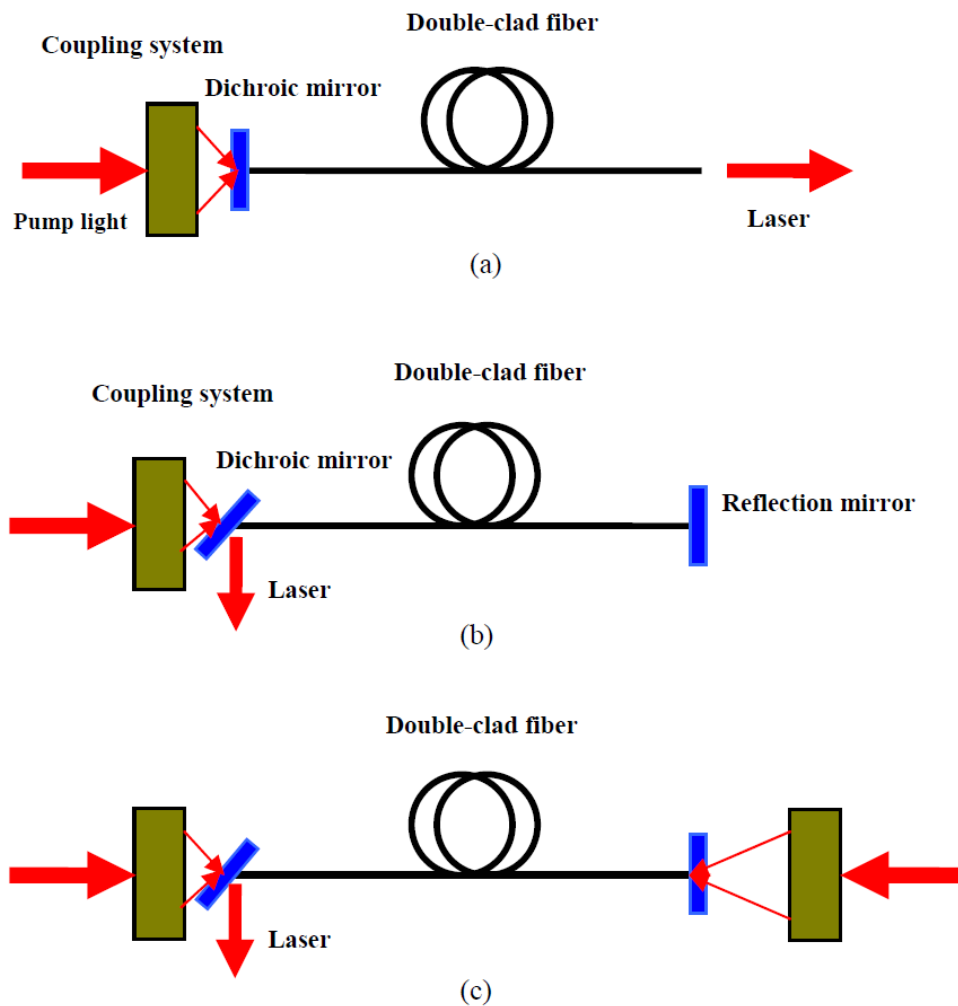 Double-clad fiber
Coupling system
Dichroic mirror
Pump light
Laser
(a)
Double-clad fiber
Coupling system
Dichroic mirror
Reflection mirror
Laser
(b)
Double-clad fiber
Laser
(c)